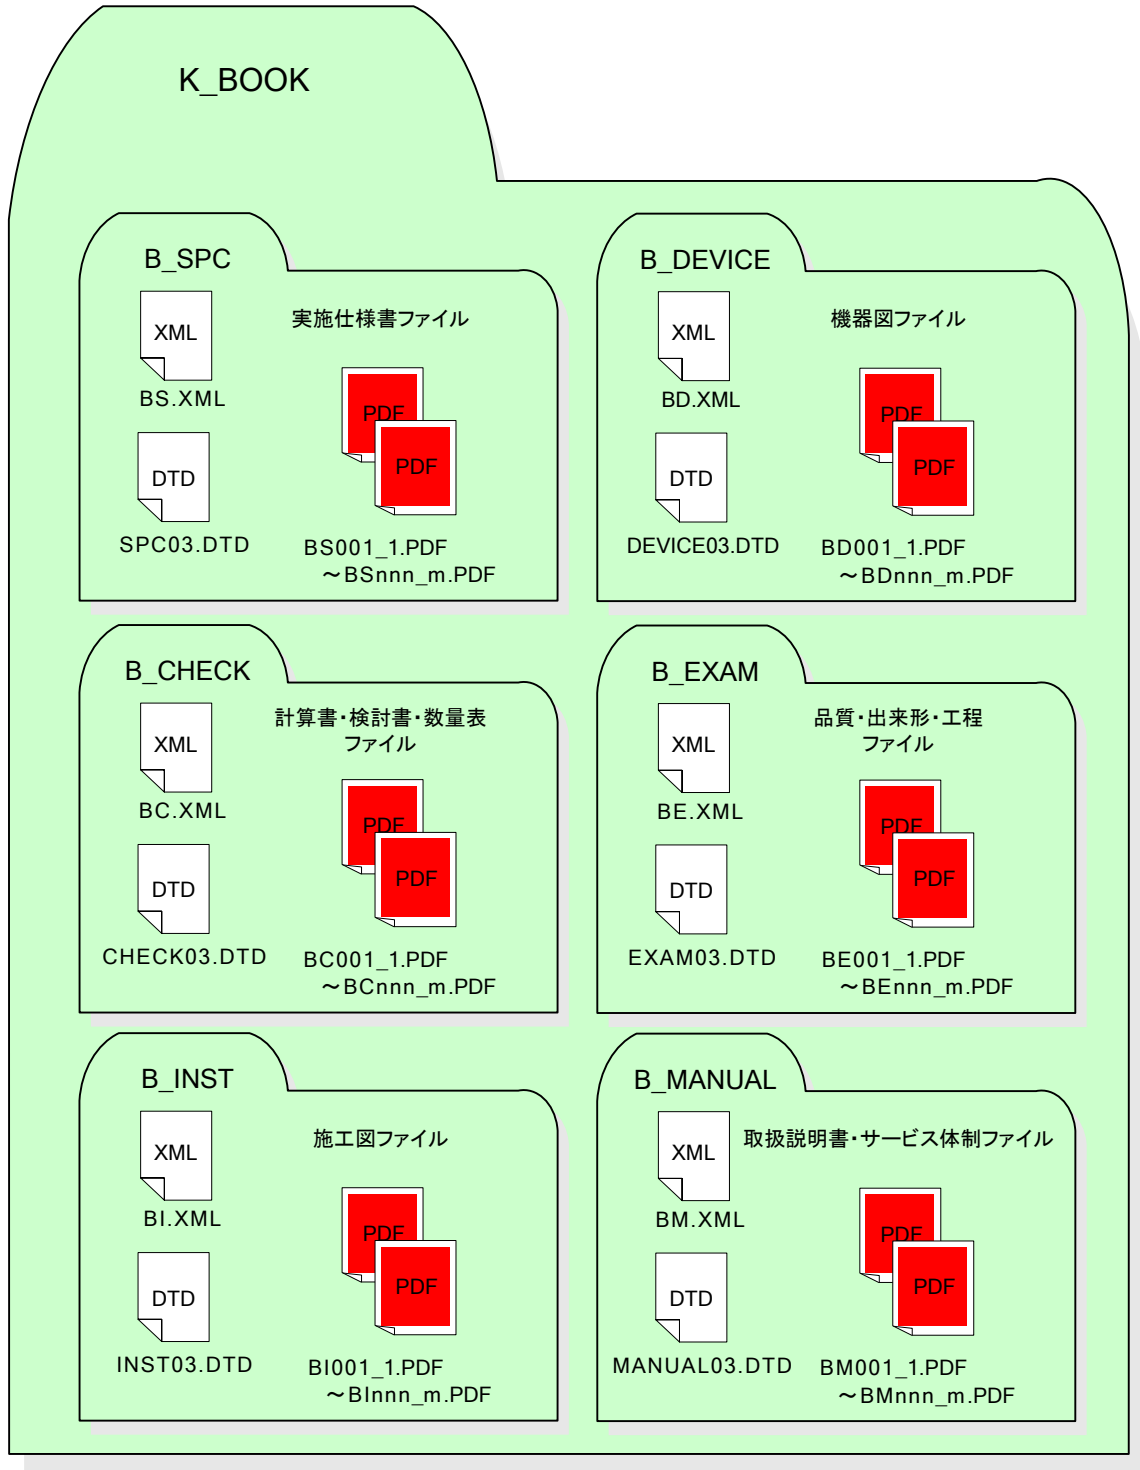 K_BOOK
B_SPC
XML
BS.XML
DTD
SPC03.DTD
実施仕様書ファイル
PDF
PDF
BS001_1.PDF
～BSnnn_m.PDF
B_DEVICE
XML
BD.XML
DTD
DEVICE03.DTD
機器図ファイル
PDF
PDF
BD001_1.PDF
～BDnnn_m.PDF
B_CHECK
XML
BC.XML
DTD
CHECK03.DTD
計算書・検討書・数量表
ファイル
PDF
PDF
BC001_1.PDF
～BCnnn_m.PDF
B_EXAM
XML
BE.XML
DTD
EXAM03.DTD
品質・出来形・工程
ファイル
PDF
PDF
BE001_1.PDF
～BEnnn_m.PDF
B_INST
XML
BI.XML
DTD
INST03.DTD
施工図ファイル
PDF
PDF
BI001_1.PDF
～BInnn_m.PDF
B_MANUAL
XML
BM.XML
DTD
MANUAL03.DTD
取扱説明書・サービス体制ファイル
PDF
PDF
BM001_1.PDF
～BMnnn_m.PDF